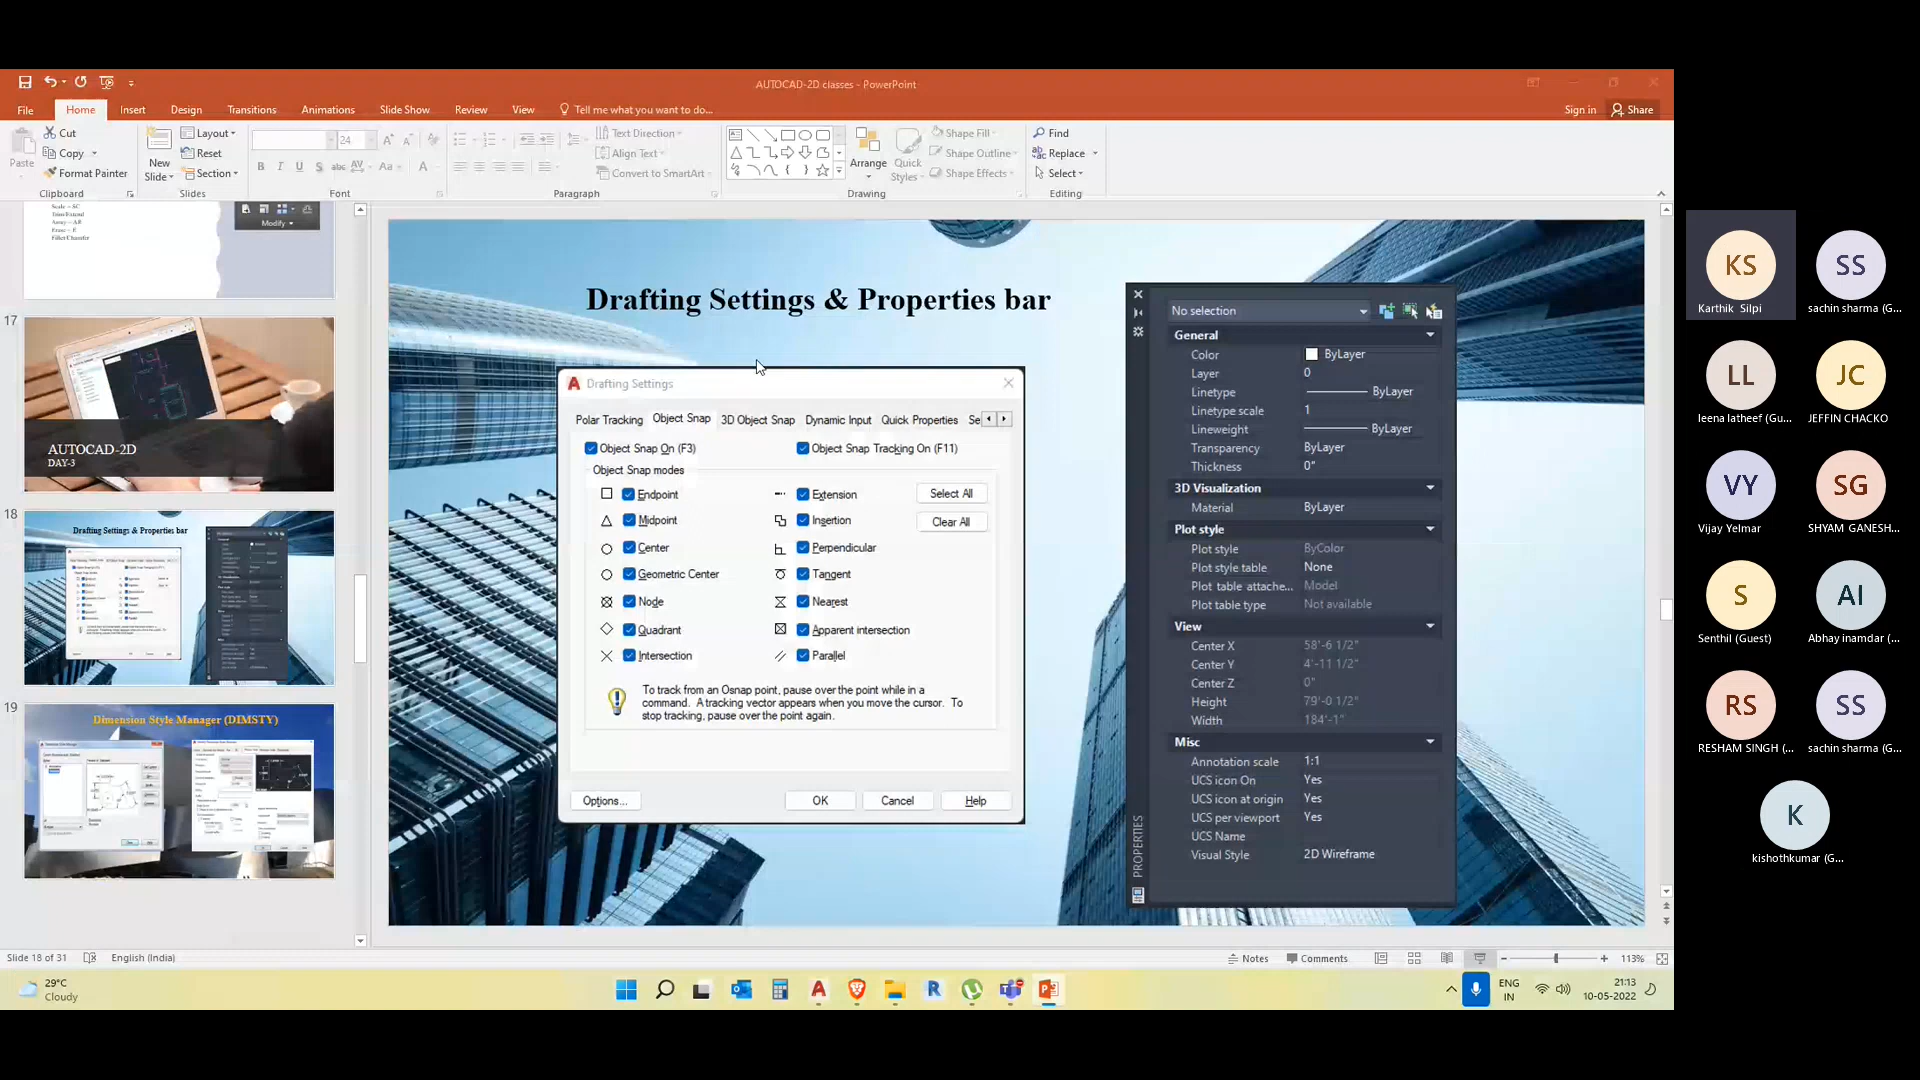 AUTOCAD-2D classes - PowerPoint
File Home Insert Design Transitions Animations Slide Show Review View Tell me what you want to do... Sign in Share
Paste Cut Copy Format Painter Clipboard
New Slide Layout Reset Section Slides
24
B I U S abc AV Aa A
Font
Text Direction Align Text Convert to SmartArt Paragraph
Arrange Quick Styles Shape Fill Shape Outline Shape Effects Drawing
Find Replace Select Editing
Scale – SC
Trim/Extend
Array – AR
Erase – E
Fillet/Chamfer
Modify
17
AUTOCAD-2D
DAY-3
18
Drafting Settings & Properties bar
19
Dimension Style Manager (DIMSTY)
Drafting Settings & Properties bar
Drafting Settings
Polar Tracking Object Snap 3D Object Snap Dynamic Input Quick Properties Se
Object Snap On (F3) Object Snap Tracking On (F11)
Object Snap modes
Endpoint Extension Select All
Midpoint Insertion Clear All
Center Perpendicular
Geometric Center Tangent
Node Nearest
Quadrant Apparent intersection
Intersection Parallel
To track from an Osnap point, pause over the point while in a
command. A tracking vector appears when you move the cursor. To
stop tracking, pause over the point again.
Options... OK Cancel Help
No selection
General
Color ByLayer
Layer 0
Linetype ByLayer
Linetype scale 1
Lineweight ByLayer
Transparency ByLayer
Thickness 0"
3D Visualization
Material ByLayer
Plot style
Plot style ByColor
Plot style table None
Plot table attache... Model
Plot table type Not available
View
Center X 58'-6 1/2"
Center Y 4'-11 1/2"
Center Z 0"
Height 79'-0 1/2"
Width 184'-1"
Misc
Annotation scale 1:1
UCS icon On Yes
UCS icon at origin Yes
UCS per viewport Yes
UCS Name
Visual Style 2D Wireframe
PROPERTIES
Slide 18 of 31 English (India) Notes Comments 113%
29°C
Cloudy
ENG
IN
21:13
10-05-2022
KS
Karthik Silpi
SS
sachin sharma (G...
LL
leena latheef (Gu...
JC
JEFFIN CHACKO
VY
Vijay Yelmar
SG
SHYAM GANESH...
S
Senthil (Guest)
AI
Abhay inamdar (...
RS
RESHAM SINGH (...
SS
sachin sharma (G...
K
kishothkumar (G...